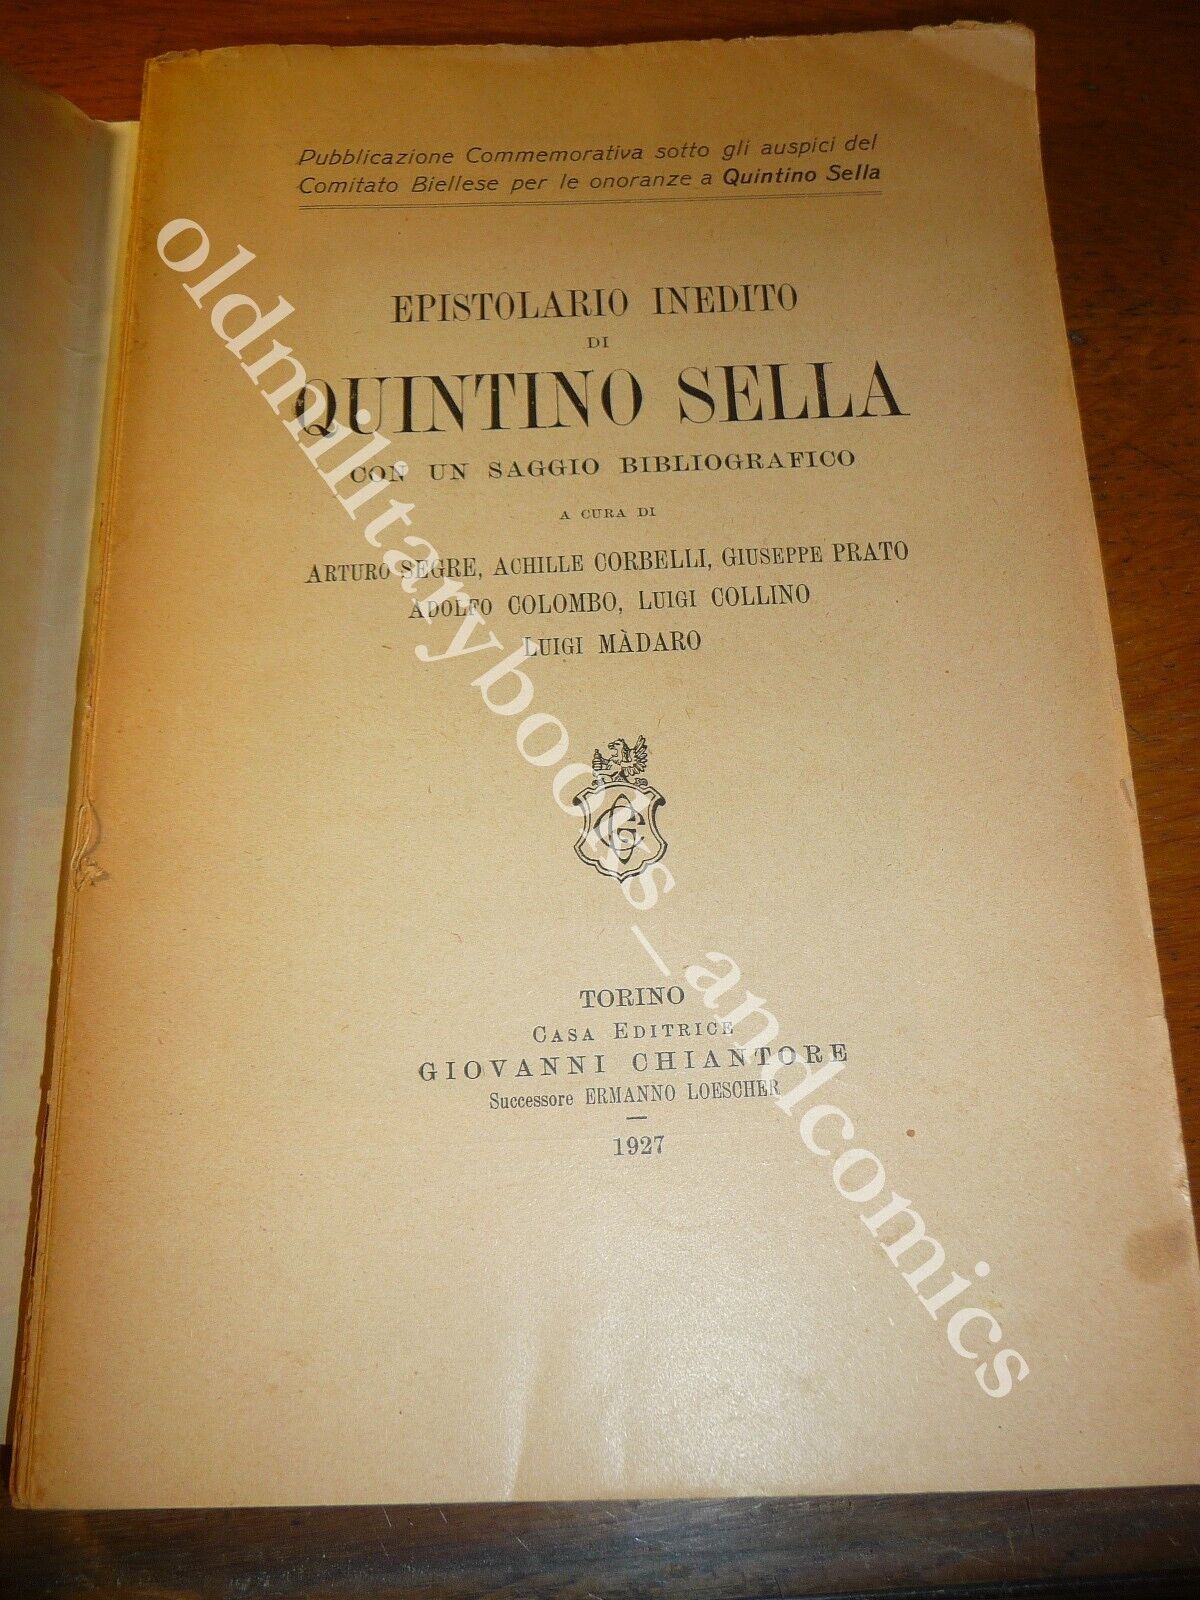 Pubblicazione Commemorativa sotto gli auspici del
Comitato Biellese per le onoranze a Quintino Sella
EPISTOLARIO INEDITO
DI
QUINTINO SELLA
CON UN SAGGIO BIBLIOGRAFICO
A CURA DI
ARTURO SEGRE, ACHILLE CORBELLI, GIUSEPPE PRATO
ADOLFO COLOMBO, LUIGI COLLINO
LUIGI MÀDARO
TORINO
CASA EDITRICE
GIOVANNI CHIANTORE
Successore ERMANNO LOESCHER
1927
oldmilitarybooks_andcomics